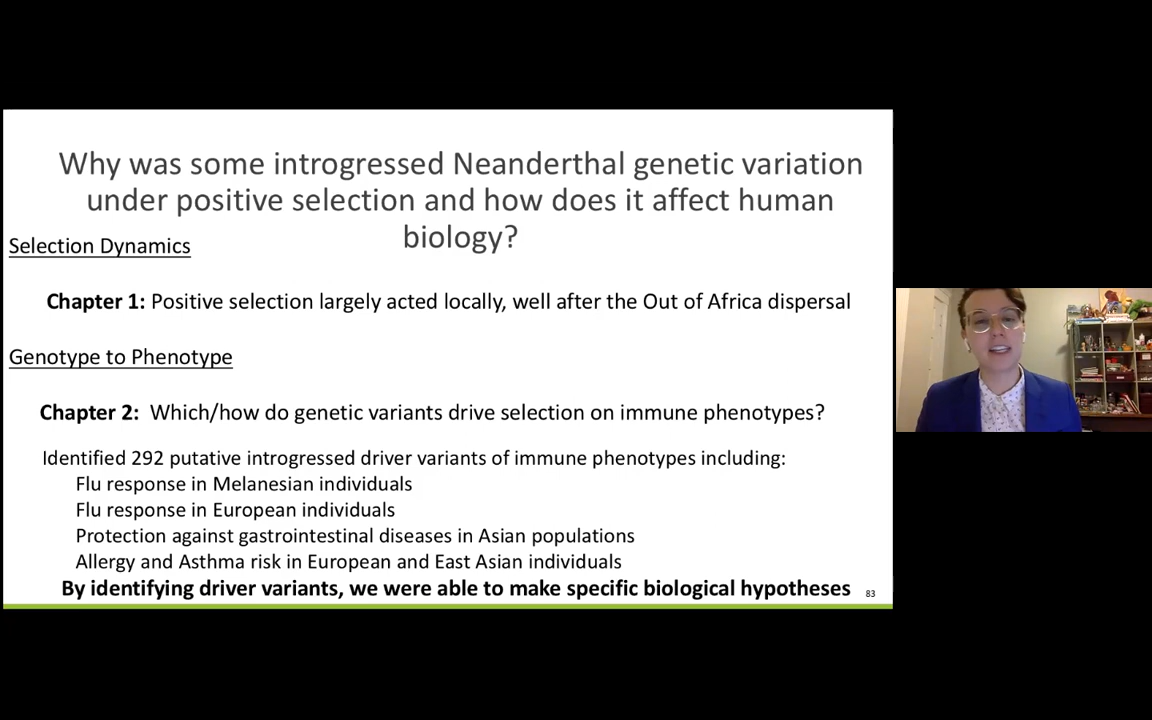 Why was some introgressed Neanderthal genetic variation
under positive selection and how does it affect human
biology?
Selection Dynamics
Chapter 1: Positive selection largely acted locally, well after the Out of Africa dispersal
Genotype to Phenotype
Chapter 2: Which/how do genetic variants drive selection on immune phenotypes?
Identified 292 putative introgressed driver variants of immune phenotypes including:
Flu response in Melanesian individuals
Flu response in European individuals
Protection against gastrointestinal diseases in Asian populations
Allergy and Asthma risk in European and East Asian individuals
By identifying driver variants, we were able to make specific biological hypotheses
83